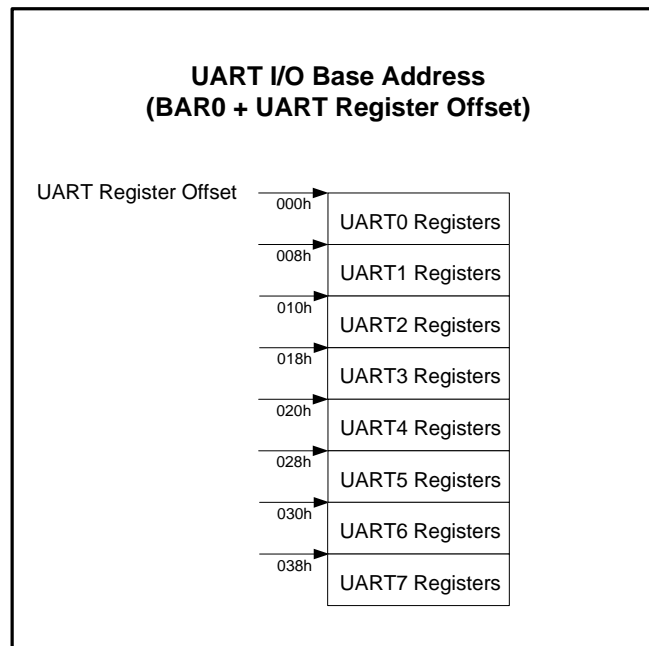 UART I/O Base Address
(BAR0 + UART Register Offset)
UART Register Offset
000h
UART0 Registers
008h
UART1 Registers
010h
UART2 Registers
018h
UART3 Registers
020h
UART4 Registers
028h
UART5 Registers
030h
UART6 Registers
038h
UART7 Registers